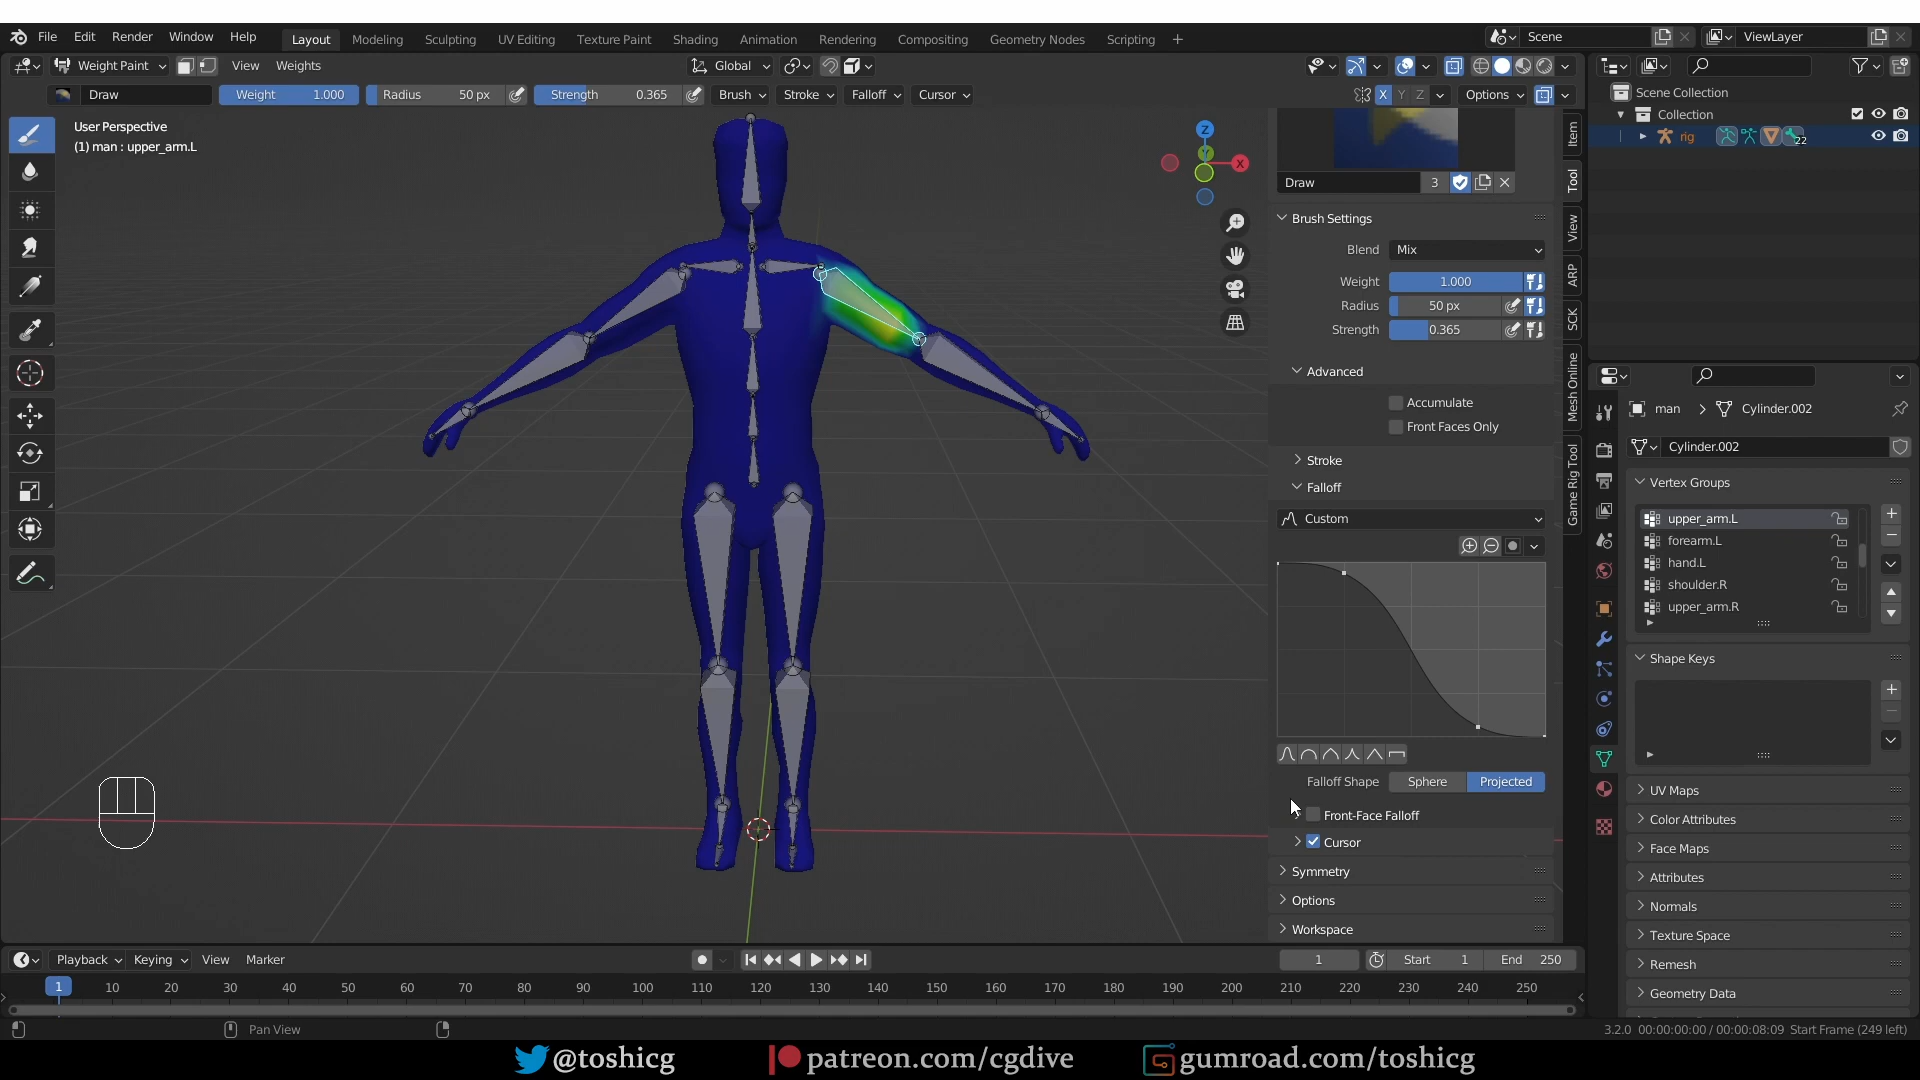 File Edit Render Window Help Layout Modeling Sculpting UV Editing Texture Paint Shading Animation Rendering Compositing Geometry Nodes Scripting + Scene ViewLayer
Weight Paint View Weights Global
Draw Weight 1.000 Radius 50 px Strength 0.365 Brush Stroke Falloff Cursor X Y Z Options
User Perspective
(1) man : upper_arm.L
Z
Y
X
Item
Tool
View
ARP
SCK
Mesh Online
Game Rig Tool
Draw 3
Brush Settings
Blend Mix
Weight 1.000
Radius 50 px
Strength 0.365
Advanced
Accumulate
Front Faces Only
Stroke
Falloff
Custom
Falloff Shape Sphere Projected
Front-Face Falloff
Cursor
Symmetry
Options
Workspace
Scene Collection
Collection
rig 22
man > Cylinder.002
Cylinder.002
Vertex Groups
upper_arm.L
forearm.L
hand.L
shoulder.R
upper_arm.R
Shape Keys
UV Maps
Color Attributes
Face Maps
Attributes
Normals
Texture Space
Remesh
Geometry Data
Playback Keying View Marker 1 Start 1 End 250
1 10 20 30 40 50 60 70 80 90 100 110 120 130 140 150 160 170 180 190 200 210 220 230 240 250
Pan View 3.2.0 00:00:00:00 / 00:00:08:09 Start Frame (249 left)
@toshicg patreon.com/cgdive gumroad.com/toshicg